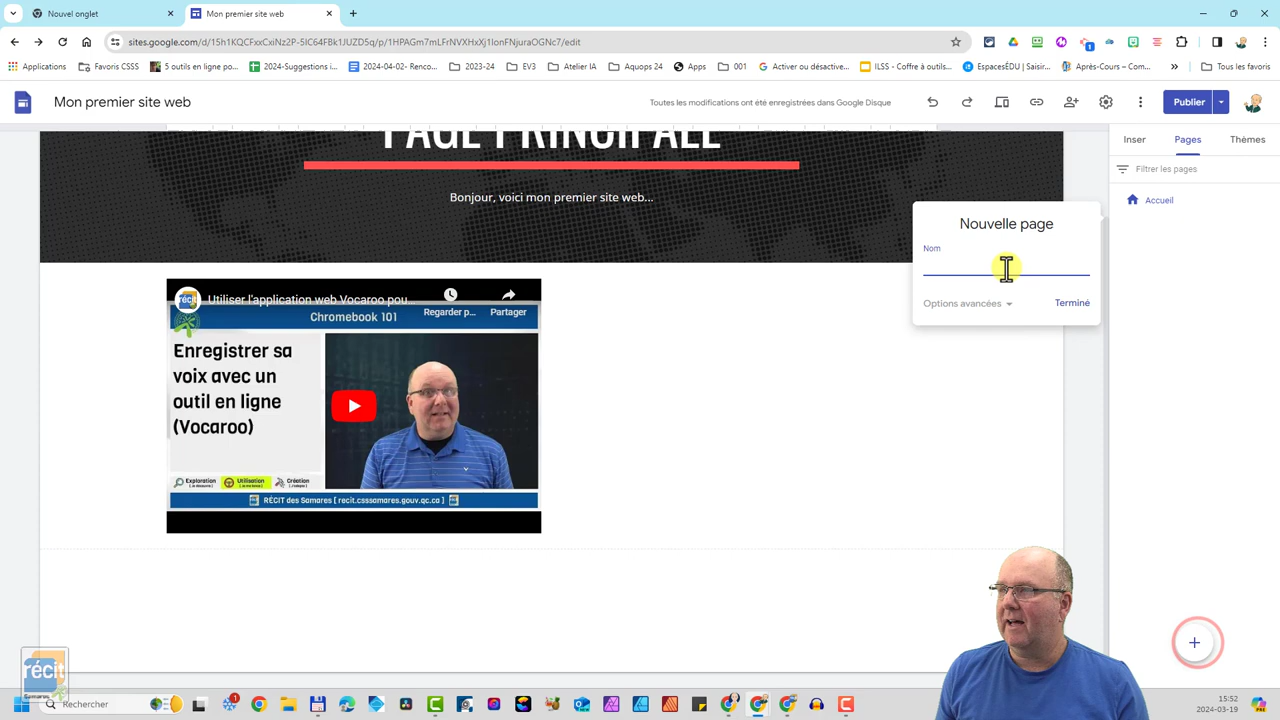 Nouvel onglet
Mon premier site web
sites.google.com/d/15h1KQCFxxCxiNz2P-5IC64FBk1JUZD5q/p/1HPAGm7mLFrNVXHxXj1IonFNjuraOGNc7/edit
Applications Favoris CSSS 5 outils en ligne po... 2024-Suggestions i... 2024-04-02- Renco... 2023-24 EV3 Atelier IA Aquops 24 Apps 001 Activer ou désactive... ILSS - Coffre à outils... EspacesÉDU | Saisir... Après-Cours – Com... Tous les favoris
Mon premier site web Toutes les modifications ont été enregistrées dans Google Disque Publier
PAGE PRINCIPALE
Bonjour, voici mon premier site web...
Inser Pages Thèmes
Filtrer les pages
Accueil
Nouvelle page
Nom
Options avancées Terminé
récit Utiliser l'application web Vocaroo pou...
Chromebook 101 Regarder p... Partager
Enregistrer sa
voix avec un
outil en ligne
(Vocaroo)
Exploration Utilisation Création
RÉCIT des Samares [ recit.csssamares.gouv.qc.ca ]
récit
Samares
Rechercher
15:52
2024-03-19